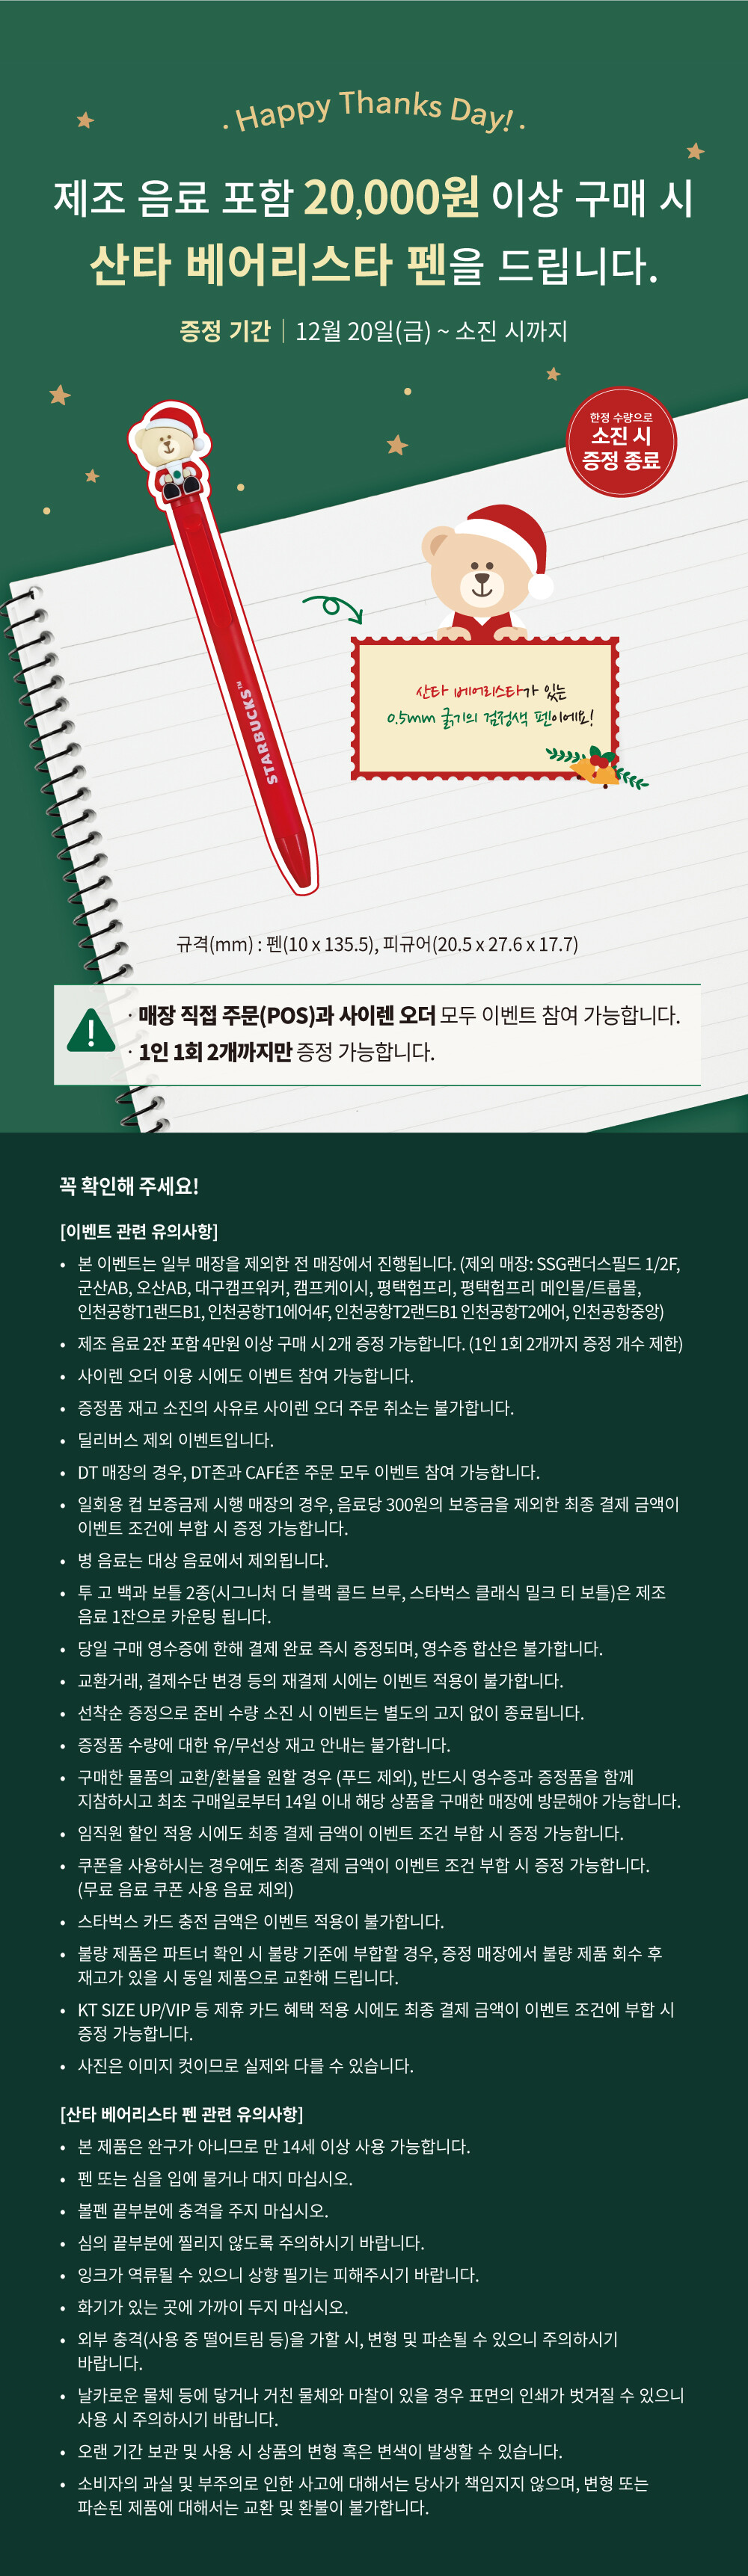 · Happy Thanks Day! ·
제조 음료 포함 20,000원 이상 구매 시
산타 베어리스타 펜을 드립니다.
증정 기간 | 12월 20일(금) ~ 소진 시까지
한정 수량으로
소진 시
증정 종료
산타 베어리스타가 있는
0.5mm 굵기의 검정색 펜이에요!
STARBUCKS™
규격(mm) : 펜(10 x 135.5), 피규어(20.5 x 27.6 x 17.7)
· 매장 직접 주문(POS)과 사이렌 오더 모두 이벤트 참여 가능합니다.
· 1인 1회 2개까지만 증정 가능합니다.
꼭 확인해 주세요!
[이벤트 관련 유의사항]
• 본 이벤트는 일부 매장을 제외한 전 매장에서 진행됩니다. (제외 매장: SSG랜더스필드 1/2F,
군산AB, 오산AB, 대구캠프워커, 캠프케이시, 평택험프리, 평택험프리 메인몰/트룹몰,
인천공항T1랜드B1, 인천공항T1에어4F, 인천공항T2랜드B1 인천공항T2에어, 인천공항중앙)
• 제조 음료 2잔 포함 4만원 이상 구매 시 2개 증정 가능합니다. (1인 1회 2개까지 증정 개수 제한)
• 사이렌 오더 이용 시에도 이벤트 참여 가능합니다.
• 증정품 재고 소진의 사유로 사이렌 오더 주문 취소는 불가합니다.
• 딜리버스 제외 이벤트입니다.
• DT 매장의 경우, DT존과 CAFÉ존 주문 모두 이벤트 참여 가능합니다.
• 일회용 컵 보증금제 시행 매장의 경우, 음료당 300원의 보증금을 제외한 최종 결제 금액이
이벤트 조건에 부합 시 증정 가능합니다.
• 병 음료는 대상 음료에서 제외됩니다.
• 투 고 백과 보틀 2종(시그니처 더 블랙 콜드 브루, 스타벅스 클래식 밀크 티 보틀)은 제조
음료 1잔으로 카운팅 됩니다.
• 당일 구매 영수증에 한해 결제 완료 즉시 증정되며, 영수증 합산은 불가합니다.
• 교환거래, 결제수단 변경 등의 재결제 시에는 이벤트 적용이 불가합니다.
• 선착순 증정으로 준비 수량 소진 시 이벤트는 별도의 고지 없이 종료됩니다.
• 증정품 수량에 대한 유/무선상 재고 안내는 불가합니다.
• 구매한 물품의 교환/환불을 원할 경우 (푸드 제외), 반드시 영수증과 증정품을 함께
지참하시고 최초 구매일로부터 14일 이내 해당 상품을 구매한 매장에 방문해야 가능합니다.
• 임직원 할인 적용 시에도 최종 결제 금액이 이벤트 조건 부합 시 증정 가능합니다.
• 쿠폰을 사용하시는 경우에도 최종 결제 금액이 이벤트 조건 부합 시 증정 가능합니다.
(무료 음료 쿠폰 사용 음료 제외)
• 스타벅스 카드 충전 금액은 이벤트 적용이 불가합니다.
• 불량 제품은 파트너 확인 시 불량 기준에 부합할 경우, 증정 매장에서 불량 제품 회수 후
재고가 있을 시 동일 제품으로 교환해 드립니다.
• KT SIZE UP/VIP 등 제휴 카드 혜택 적용 시에도 최종 결제 금액이 이벤트 조건에 부합 시
증정 가능합니다.
• 사진은 이미지 컷이므로 실제와 다를 수 있습니다.
[산타 베어리스타 펜 관련 유의사항]
• 본 제품은 완구가 아니므로 만 14세 이상 사용 가능합니다.
• 펜 또는 심을 입에 물거나 대지 마십시오.
• 볼펜 끝부분에 충격을 주지 마십시오.
• 심의 끝부분에 찔리지 않도록 주의하시기 바랍니다.
• 잉크가 역류될 수 있으니 상향 필기는 피해주시기 바랍니다.
• 화기가 있는 곳에 가까이 두지 마십시오.
• 외부 충격(사용 중 떨어트림 등)을 가할 시, 변형 및 파손될 수 있으니 주의하시기
바랍니다.
• 날카로운 물체 등에 닿거나 거친 물체와 마찰이 있을 경우 표면의 인쇄가 벗겨질 수 있으니
사용 시 주의하시기 바랍니다.
• 오랜 기간 보관 및 사용 시 상품의 변형 혹은 변색이 발생할 수 있습니다.
• 소비자의 과실 및 부주의로 인한 사고에 대해서는 당사가 책임지지 않으며, 변형 또는
파손된 제품에 대해서는 교환 및 환불이 불가합니다.